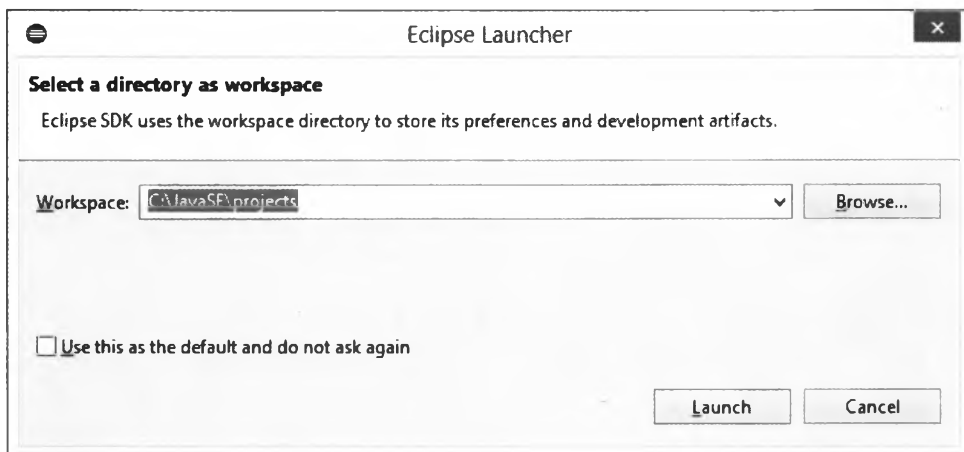 Eclipse Launcher
Select a directory as workspace
Eclipse SDK uses the workspace directory to store its preferences and development artifacts.
Workspace: C:\JavaSE\projects Browse...
Use this as the default and do not ask again
Launch Cancel